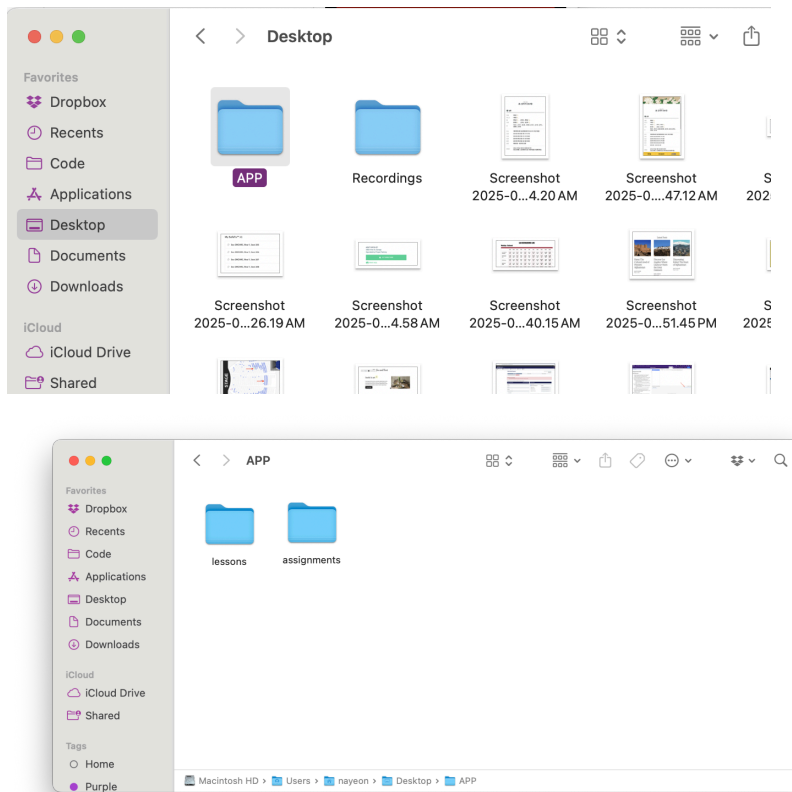 Desktop
Favorites
Dropbox
Recents
Code
Applications
Desktop
Documents
Downloads
iCloud
iCloud Drive
Shared
APP
Recordings
Screenshot
2025-0...4.20 AM
Screenshot
2025-0....47.12 AM
S
202
Screenshot
2025-0...26.19 AM
Screenshot
2025-0...4.58 AM
Screenshot
2025-0...40.15 AM
Screenshot
2025-0...51.45 PM
S
2025
STAGE
APP
Favorites
Dropbox
Recents
Code
Applications
Desktop
Documents
Downloads
iCloud
iCloud Drive
Shared
Tags
Home
Purple
lessons
assignments
Macintosh HD › Users › nayeon › Desktop › APP